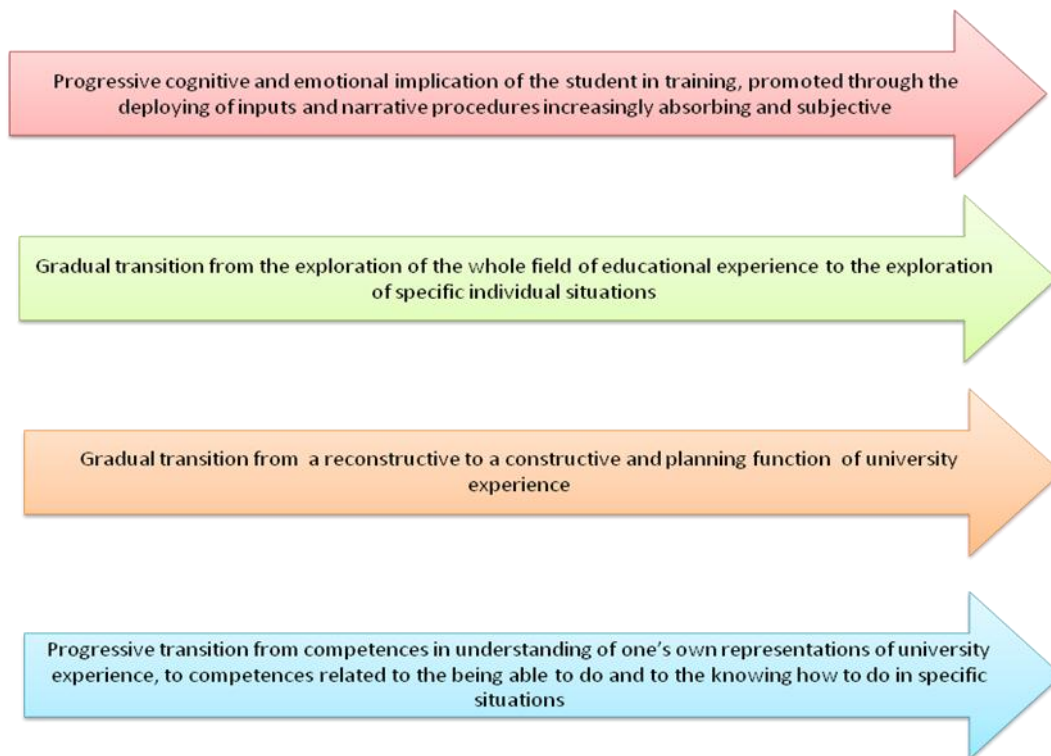 Progressive cognitive and emotional implication of the student in training, promoted through the
deploying of inputs and narrative procedures increasingly absorbing and subjective
Gradual transition from the exploration of the whole field of educational experience to the exploration
of specific individual situations
Gradual transition from a reconstructive to a constructive and planning function of university
experience
Progressive transition from competences in understanding of one's own representations of university
experience, to competences related to the being able to do and to the knowing how to do in specific
situations